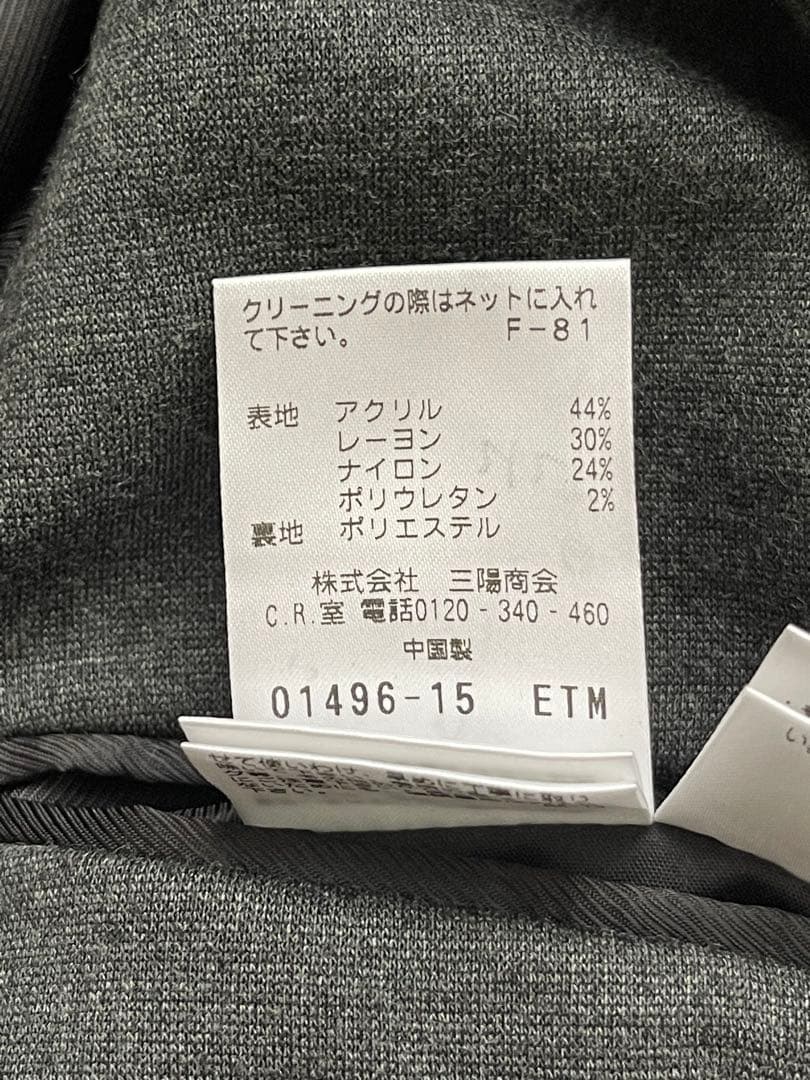 クリーニングの際はネットに入れ
て下さい。 F-81
表地 アクリル 44%
レーヨン 30%
ナイロン 24%
ポリウレタン 2%
裏地 ポリエステル
株式会社 三陽商会
C.R.室 電話0120-340-460
中国製
01496-15 ETM